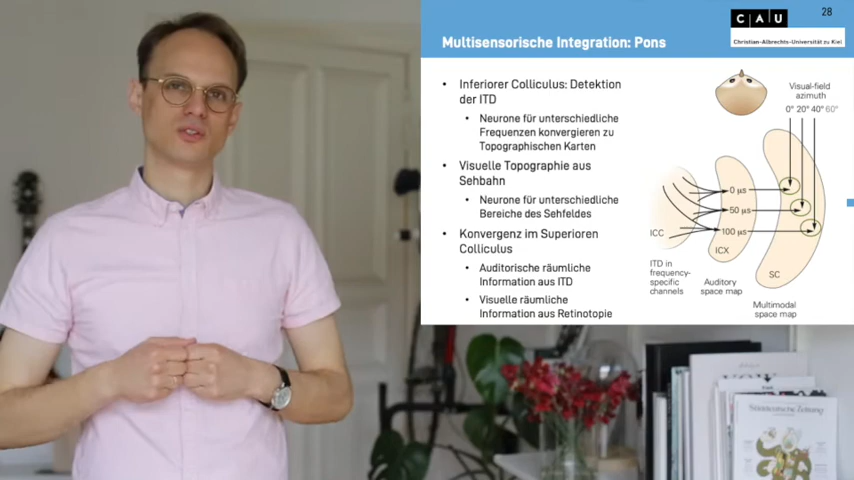 28
CAU
Christian-Albrechts-Universität zu Kiel
Multisensorische Integration: Pons
• Inferiorer Colliculus: Detektion
der ITD
• Neurone für unterschiedliche
Frequenzen konvergieren zu
Topographischen Karten
• Visuelle Topographie aus
Sehbahn
• Neurone für unterschiedliche
Bereiche des Sehfeldes
• Konvergenz im Superioren
Colliculus
• Auditorische räumliche
Information aus ITD
• Visuelle räumliche
Information aus Retinotopie
Visual-field
azimuth
0° 20° 40° 60°
0 µs
50 µs
100 µs
ICC
ICX
SC
ITD in
frequency-
specific
channels
Auditory
space map
Multimodal
space map
Süddeutsche Zeitung